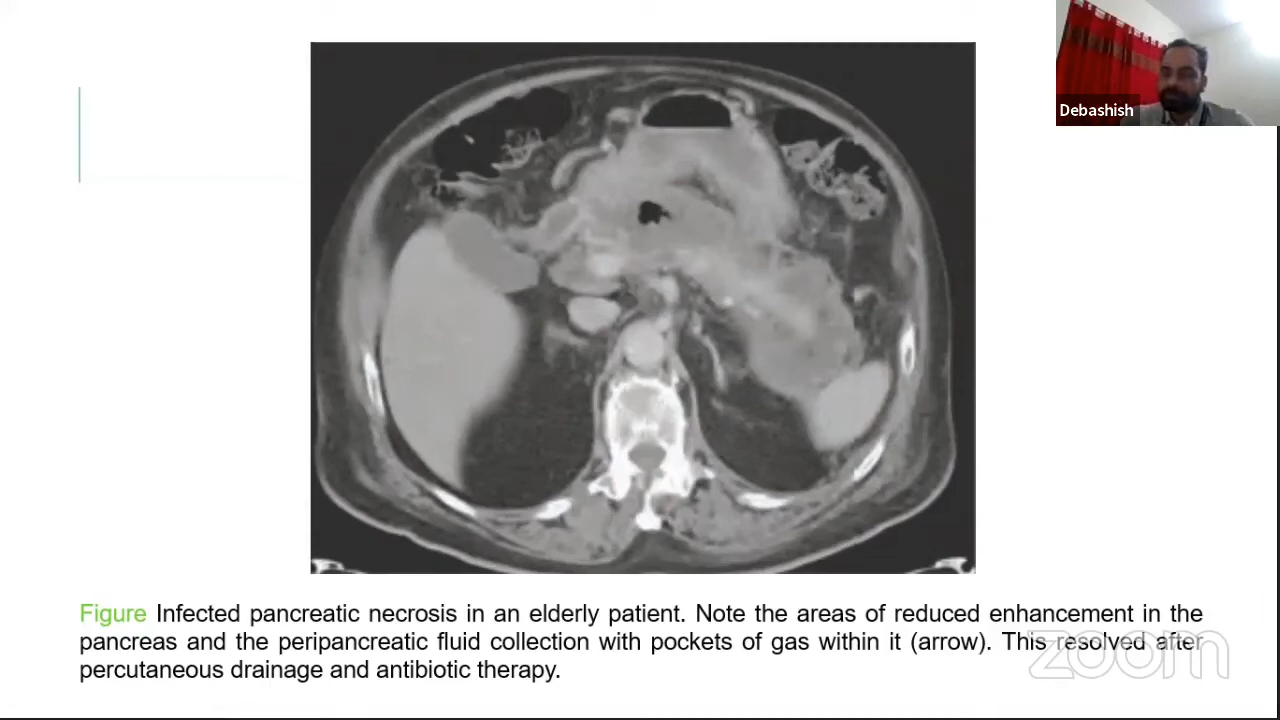 Debashish
Figure Infected pancreatic necrosis in an elderly patient. Note the areas of reduced enhancement in the
pancreas and the peripancreatic fluid collection with pockets of gas within it (arrow). This resolved after
percutaneous drainage and antibiotic therapy.
zoom